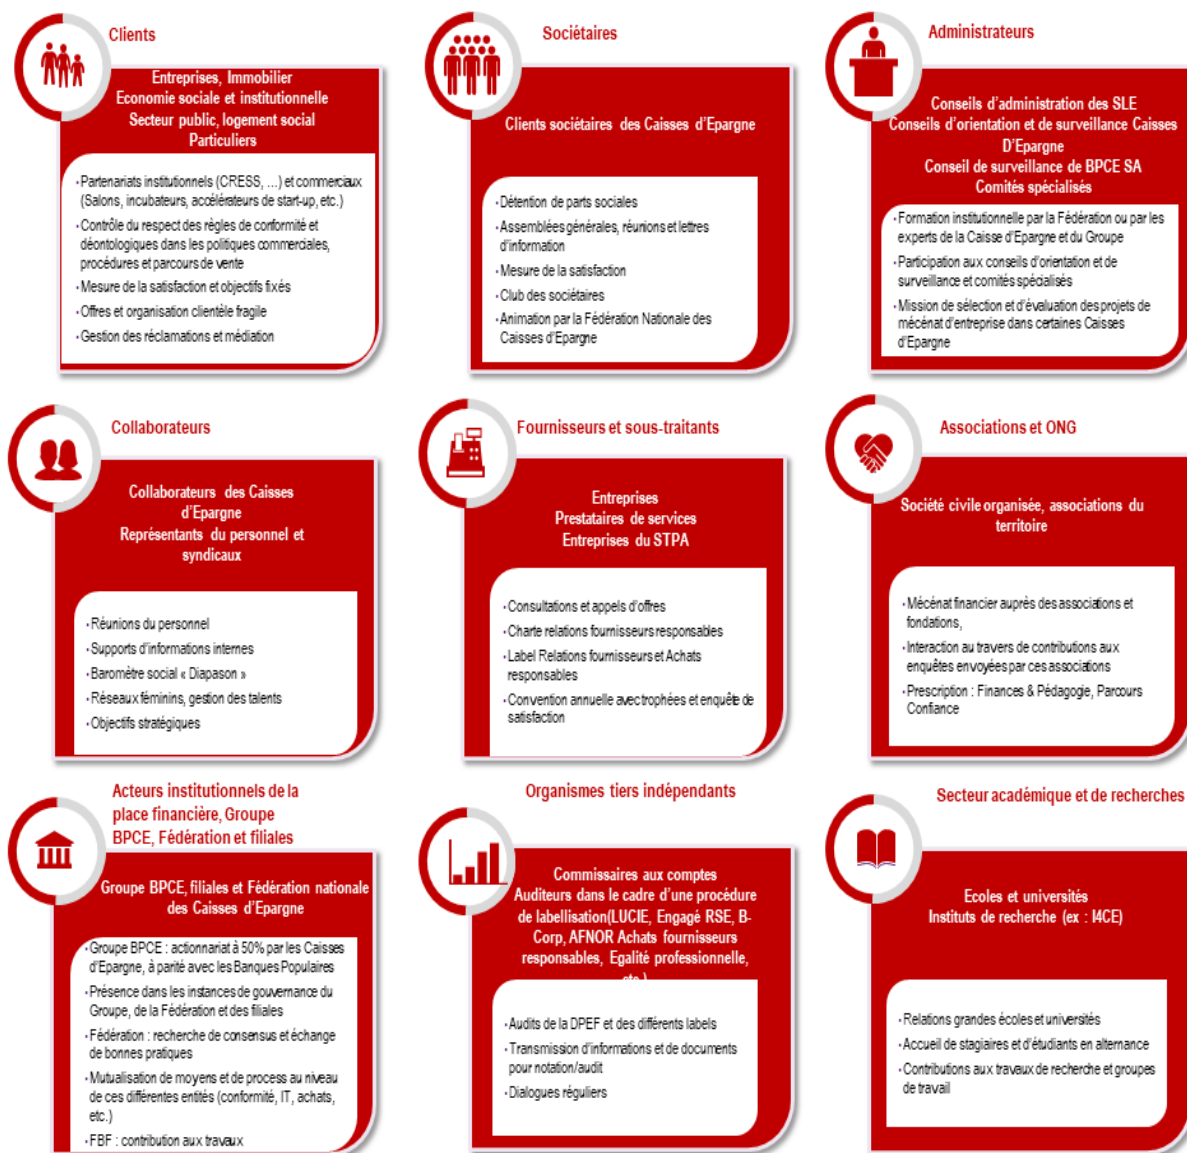 Clients
Entreprises, Immobilier
Economie sociale et institutionnelle
Secteur public, logement social
Particuliers
•Partenariats institutionnels (CRESS, …) et commerciaux
(Salons, incubateurs, accélérateurs de start-up, etc.)
•Contrôle du respect des règles de conformité et
déontologiques dans les politiques commerciales,
procédures et parcours de vente
•Mesure de la satisfaction et objectifs fixés
•Offres et organisation clientèle fragile
•Gestion des réclamations et médiation
Sociétaires
Clients sociétaires des Caisses d'Epargne
•Détention de parts sociales
•Assemblées générales, réunions et lettres
d'information
•Mesure de la satisfaction
•Club des sociétaires
•Animation par la Fédération Nationale des
Caisses d'Epargne
Administrateurs
Conseils d'administration des SLE
Conseils d'orientation et de surveillance Caisses
D'Epargne
Conseil de surveillance de BPCE SA
Comités spécialisés
•Formation institutionnelle par la Fédération ou par les
experts de la Caisse d'Epargne et du Groupe
•Participation aux conseils d'orientation et de
surveillance et comités spécialisés
•Mission de sélection et d'évaluation des projets de
mécénat d'entreprise dans certaines Caisses
d'Epargne
Collaborateurs
Collaborateurs des Caisses
d'Epargne
Représentants du personnel et
syndicaux
•Réunions du personnel
•Supports d'informations internes
•Baromètre social « Diapason »
•Réseaux féminins, gestion des talents
•Objectifs stratégiques
Fournisseurs et sous-traitants
Entreprises
Prestataires de services
Entreprises du STPA
•Consultations et appels d'offres
•Charte relations fournisseurs responsables
•Label Relations fournisseurs et Achats
responsables
•Convention annuelle avec trophées et enquête de
satisfaction
Associations et ONG
Société civile organisée, associations du
territoire
•Mécénat financier auprès des associations et
fondations,
•Interaction au travers de contributions aux
enquêtes envoyées par ces associations
•Prescription : Finances & Pédagogie, Parcours
Confiance
Acteurs institutionnels de la
place financière, Groupe
BPCE, Fédération et filiales
Groupe BPCE, filiales et Fédération nationale
des Caisses d'Epargne
•Groupe BPCE : actionnariat à 50% par les Caisses
d'Epargne, à parité avec les Banques Populaires
•Présence dans les instances de gouvernance du
Groupe, de la Fédération et des filiales
•Fédération : recherche de consensus et échange
de bonnes pratiques
•Mutualisation de moyens et de process au niveau
de ces différentes entités (conformité, IT, achats,
etc.)
•FBF : contribution aux travaux
Organismes tiers indépendants
Commissaires aux comptes
Auditeurs dans le cadre d'une procédure
de labellisation(LUCIE, Engagé RSE, B-
Corp, AFNOR Achats fournisseurs
responsables, Egalité professionnelle,
etc.)
•Audits de la DPEF et des différents labels
•Transmission d'informations et de documents
pour notation/audit
•Dialogues réguliers
Secteur académique et de recherches
Ecoles et universités
Instituts de recherche (ex : I4CE)
•Relations grandes écoles et universités
•Accueil de stagiaires et d'étudiants en alternance
•Contributions aux travaux de recherche et groupes
de travail